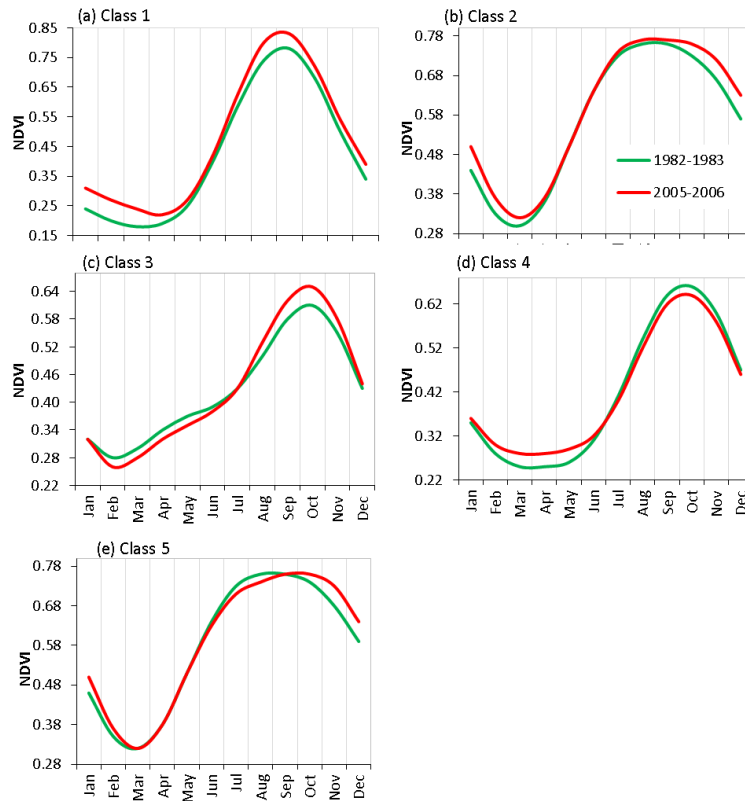 (a) Class 1
NDVI
0.85
0.75
0.65
0.55
0.45
0.35
0.25
0.15
(b) Class 2
0.78
0.68
0.58
0.48
0.38
0.28
1982-1983
2005-2006
(c) Class 3
NDVI
0.64
0.58
0.52
0.46
0.40
0.34
0.28
0.22
Jan Feb Mar Apr May Jun Jul Aug Sep Oct Nov Dec
(d) Class 4
NDVI
0.62
0.52
0.42
0.32
0.22
Jan Feb Mar Apr May Jun Jul Aug Sep Oct Nov Dec
(e) Class 5
NDVI
0.78
0.68
0.58
0.48
0.38
0.28
Jan Feb Mar Apr May Jun Jul Aug Sep Oct Nov Dec